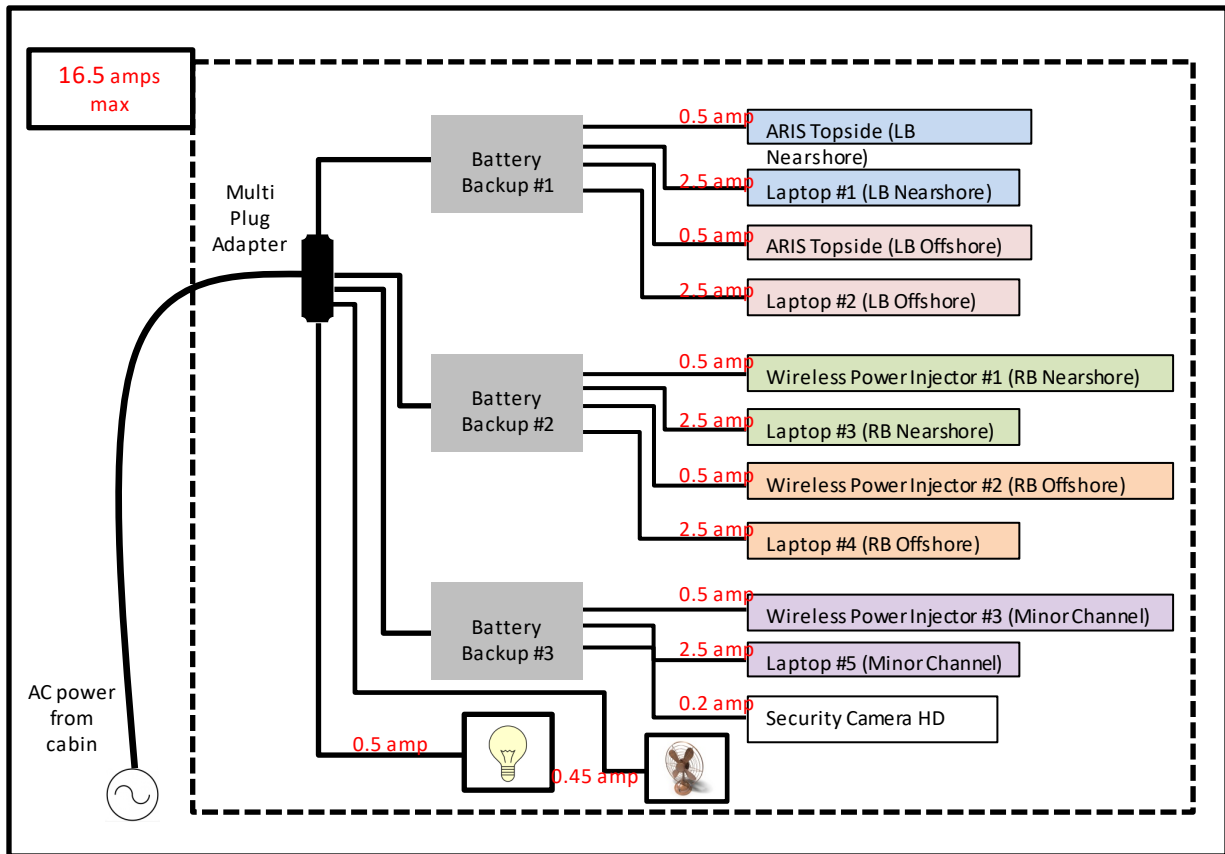 16.5 amps
max
Multi
Plug
Adapter
AC power
from
cabin
Battery
Backup #1
0.5 amp
ARIS Topside (LB
Nearshore)
2.5 amp
Laptop #1 (LB Nearshore)
0.5 amp
ARIS Topside (LB Offshore)
2.5 amp
Laptop #2 (LB Offshore)
Battery
Backup #2
0.5 amp
Wireless Power Injector #1 (RB Nearshore)
2.5 amp
Laptop #3 (RB Nearshore)
0.5 amp
Wireless Power Injector #2 (RB Offshore)
2.5 amp
Laptop #4 (RB Offshore)
Battery
Backup #3
0.5 amp
Wireless Power Injector #3 (Minor Channel)
2.5 amp
Laptop #5 (Minor Channel)
0.2 amp
Security Camera HD
0.5 amp
0.45 amp